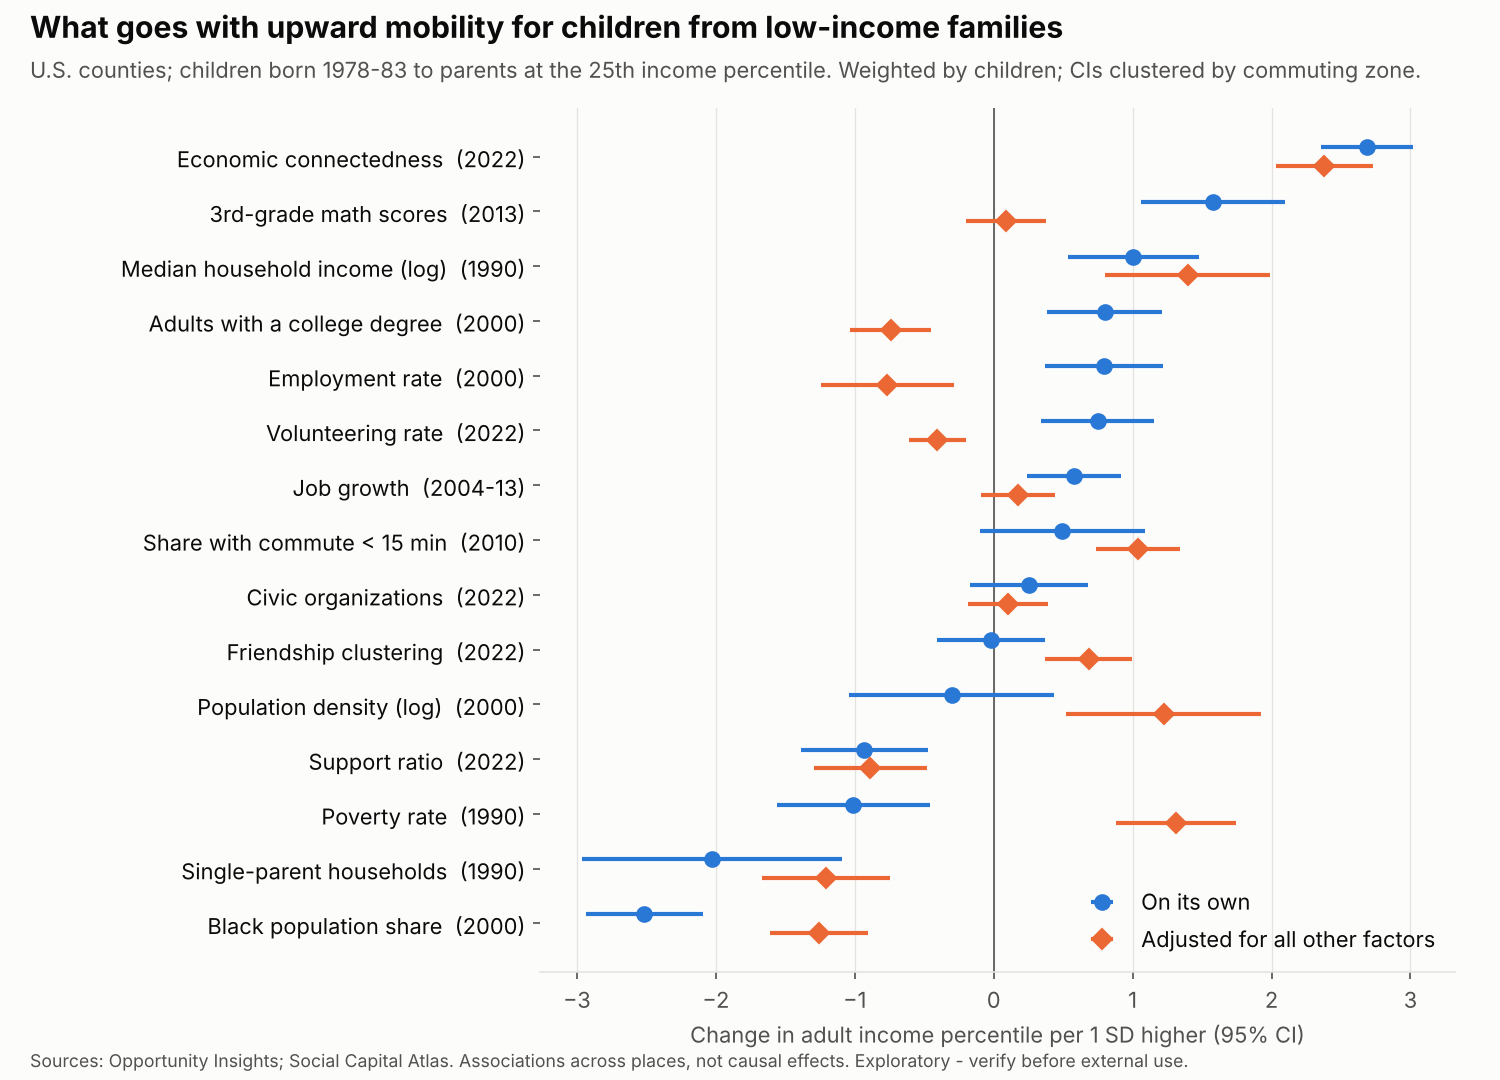 What goes with upward mobility for children from low-income families
U.S. counties; children born 1978-83 to parents at the 25th income percentile. Weighted by children; CIs clustered by commuting zone.
Economic connectedness (2022)
3rd-grade math scores (2013)
Median household income (log) (1990)
Adults with a college degree (2000)
Employment rate (2000)
Volunteering rate (2022)
Job growth (2004-13)
Share with commute < 15 min (2010)
Civic organizations (2022)
Friendship clustering (2022)
Population density (log) (2000)
Support ratio (2022)
Poverty rate (1990)
Single-parent households (1990)
Black population share (2000)
On its own
Adjusted for all other factors
−3 −2 −1 0 1 2 3
Change in adult income percentile per 1 SD higher (95% CI)
Sources: Opportunity Insights; Social Capital Atlas. Associations across places, not causal effects. Exploratory - verify before external use.